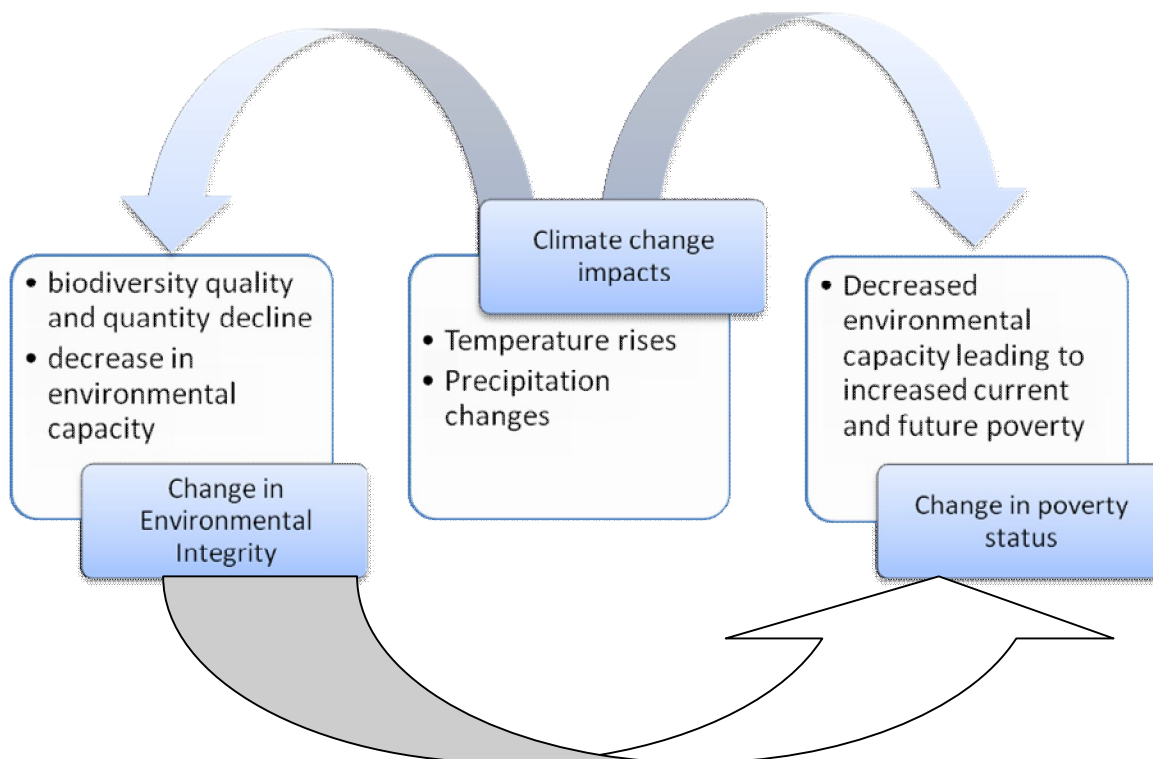 • biodiversity quality
and quantity decline
• decrease in
environmental
capacity
Change in
Environmental
Integrity
Climate change
impacts
• Temperature rises
• Precipitation
changes
• Decreased
environmental
capacity leading to
increased current
and future poverty
Change in poverty
status